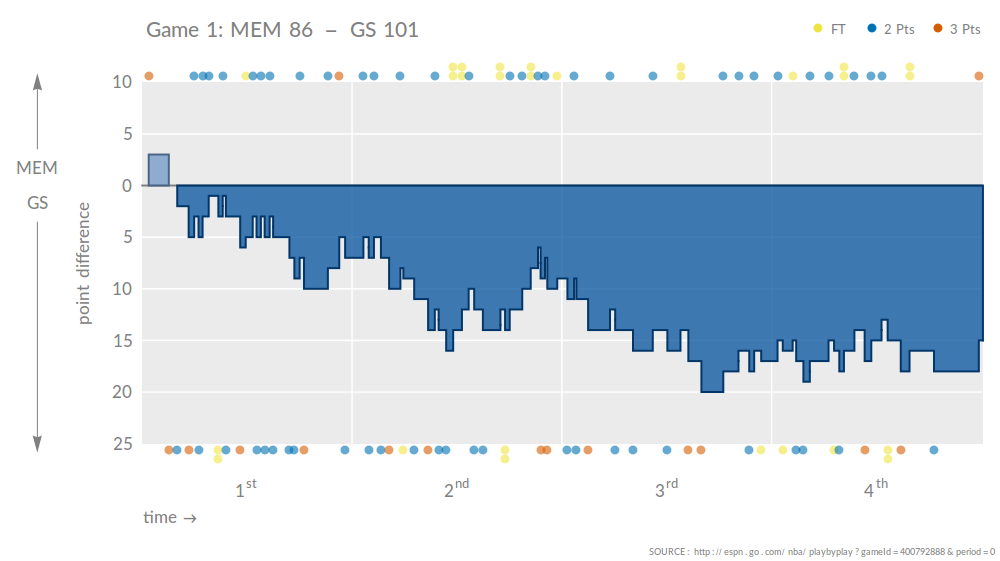 Game 1: MEM 86 – GS 101
FT 2 Pts 3 Pts
10
5
MEM
0
GS
5
10
15
20
25
point difference
1st 2nd 3rd 4th
time →
SOURCE: http://espn.go.com/nba/playbyplay?gameId=400792888&period=0